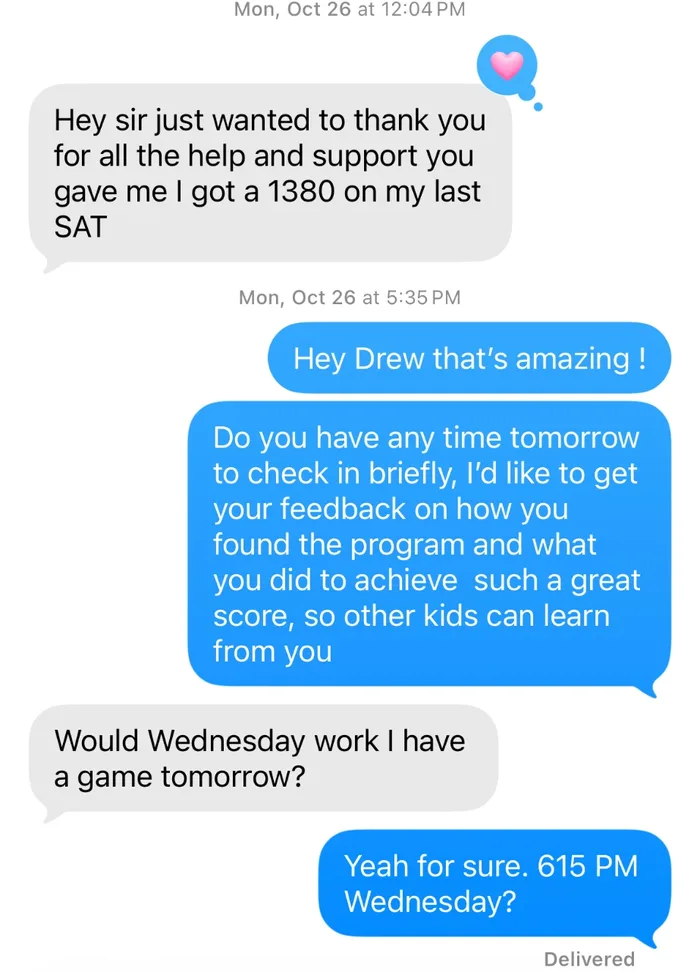 Mon, Oct 26 at 12:04 PM
Hey sir just wanted to thank you
for all the help and support you
gave me I got a 1380 on my last
SAT
Mon, Oct 26 at 5:35 PM
Hey Drew that’s amazing !
Do you have any time tomorrow
to check in briefly, I’d like to get
your feedback on how you
found the program and what
you did to achieve  such a great
score, so other kids can learn
from you
Would Wednesday work I have
a game tomorrow?
Yeah for sure. 615 PM
Wednesday?
Delivered